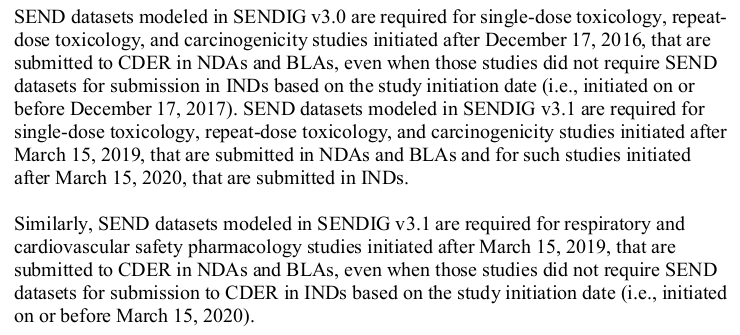 SEND datasets modeled in SENDIG v3.0 are required for single-dose toxicology, repeat-
dose toxicology, and carcinogenicity studies initiated after December 17, 2016, that are
submitted to CDER in NDAs and BLAs, even when those studies did not require SEND
datasets for submission in INDs based on the study initiation date (i.e., initiated on or
before December 17, 2017). SEND datasets modeled in SENDIG v3.1 are required for
single-dose toxicology, repeat-dose toxicology, and carcinogenicity studies initiated after
March 15, 2019, that are submitted in NDAs and BLAs and for such studies initiated
after March 15, 2020, that are submitted in INDs.
Similarly, SEND datasets modeled in SENDIG v3.1 are required for respiratory and
cardiovascular safety pharmacology studies initiated after March 15, 2019, that are
submitted to CDER in NDAs and BLAs, even when those studies did not require SEND
datasets for submission to CDER in INDs based on the study initiation date (i.e., initiated
on or before March 15, 2020).